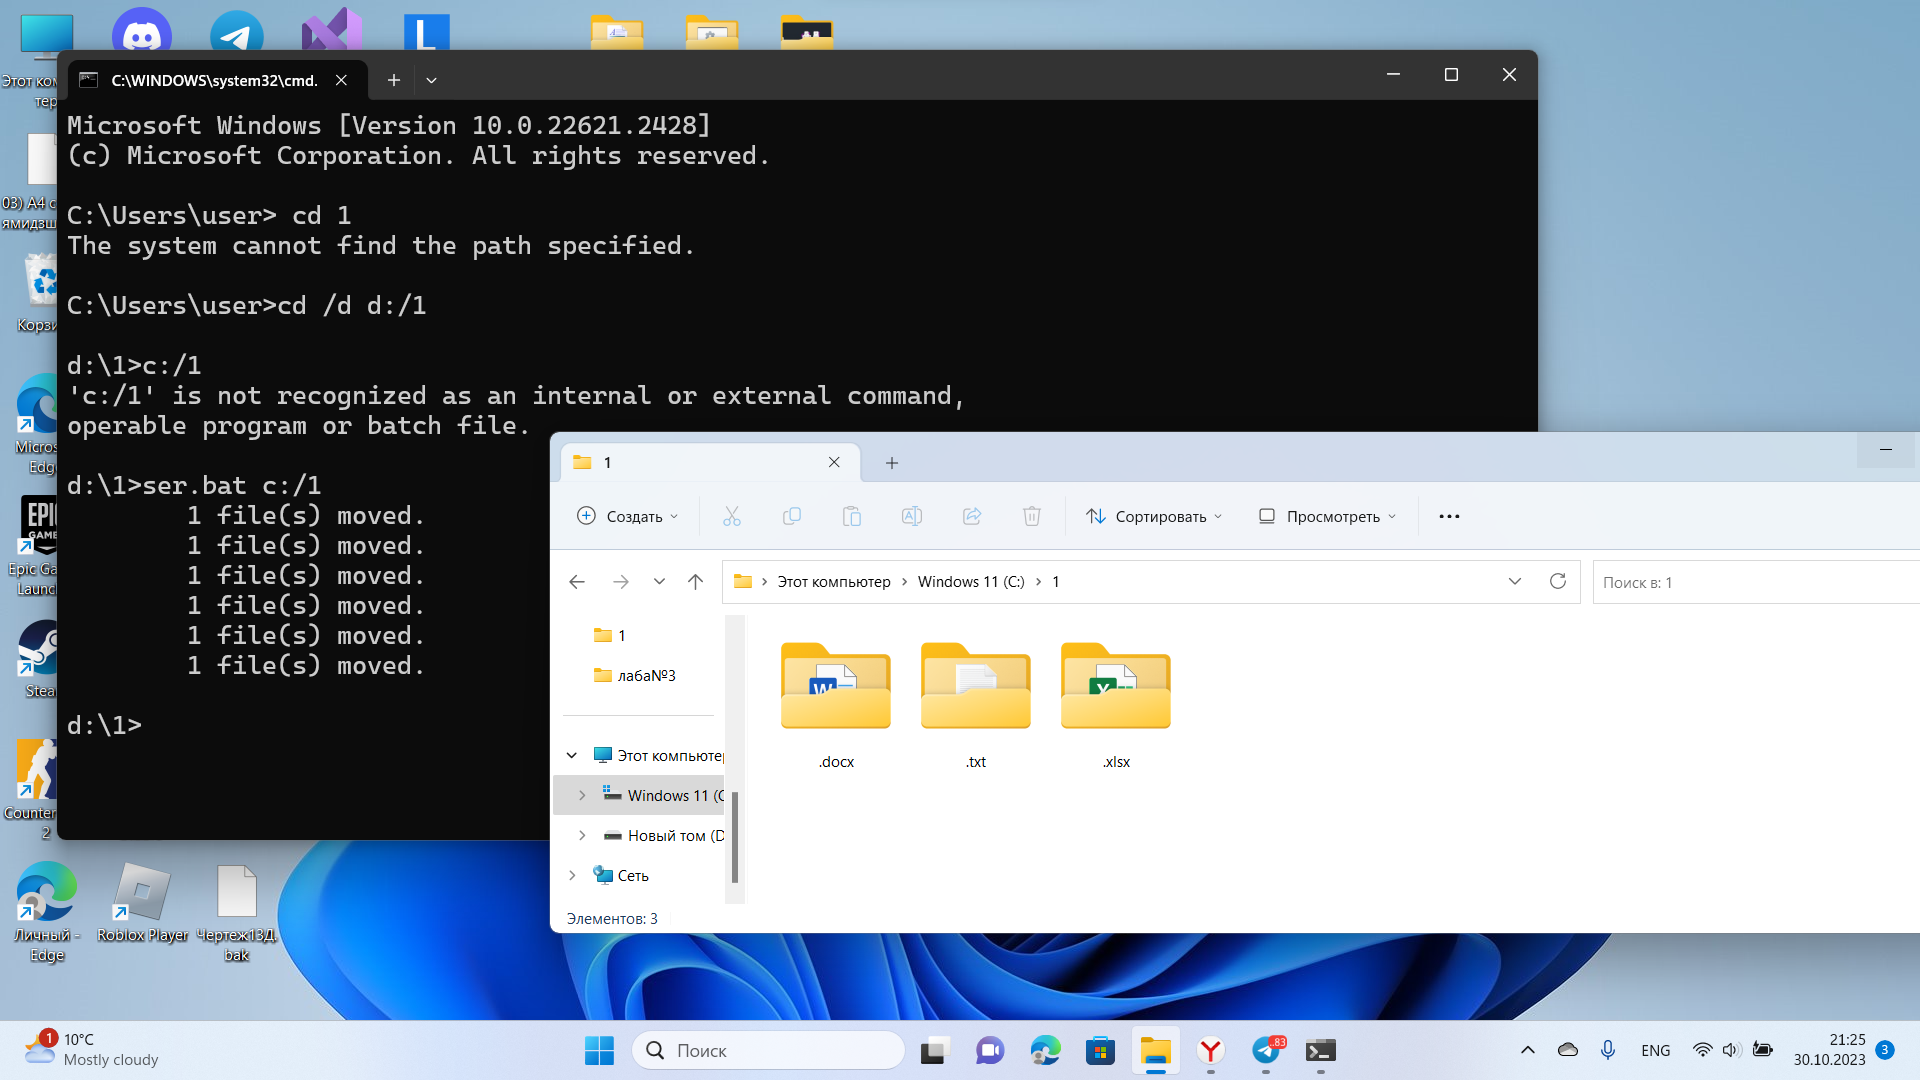 C:\WINDOWS\system32\cmd.
Microsoft Windows [Version 10.0.22621.2428]
(c) Microsoft Corporation. All rights reserved.
C:\Users\user> cd 1
The system cannot find the path specified.
C:\Users\user>cd /d d:/1
d:\1>c:/1
'c:/1' is not recognized as an internal or external command,
operable program or batch file.
d:\1>ser.bat c:/1
1 file(s) moved.
1 file(s) moved.
1 file(s) moved.
1 file(s) moved.
1 file(s) moved.
1 file(s) moved.
d:\1>
1
Создать
Сортировать
Просмотреть
Этот компьютер › Windows 11 (C:) › 1
Поиск в: 1
1
лаба№3
Этот компьютер
Windows 11 (C
Новый том (D
Сеть
.docx
.txt
.xlsx
Элементов: 3
Этот ком
тер
03) А4 с
ямидзш
Корзи
Micros
Edge
EPIC
GAME
Epic Ga
Launc
Stea
Counter
2
Личный -
Edge
Roblox Player
Чертеж13Д.
bak
L
1
10°C
Mostly cloudy
Поиск
..83
ENG
21:25
30.10.2023
3